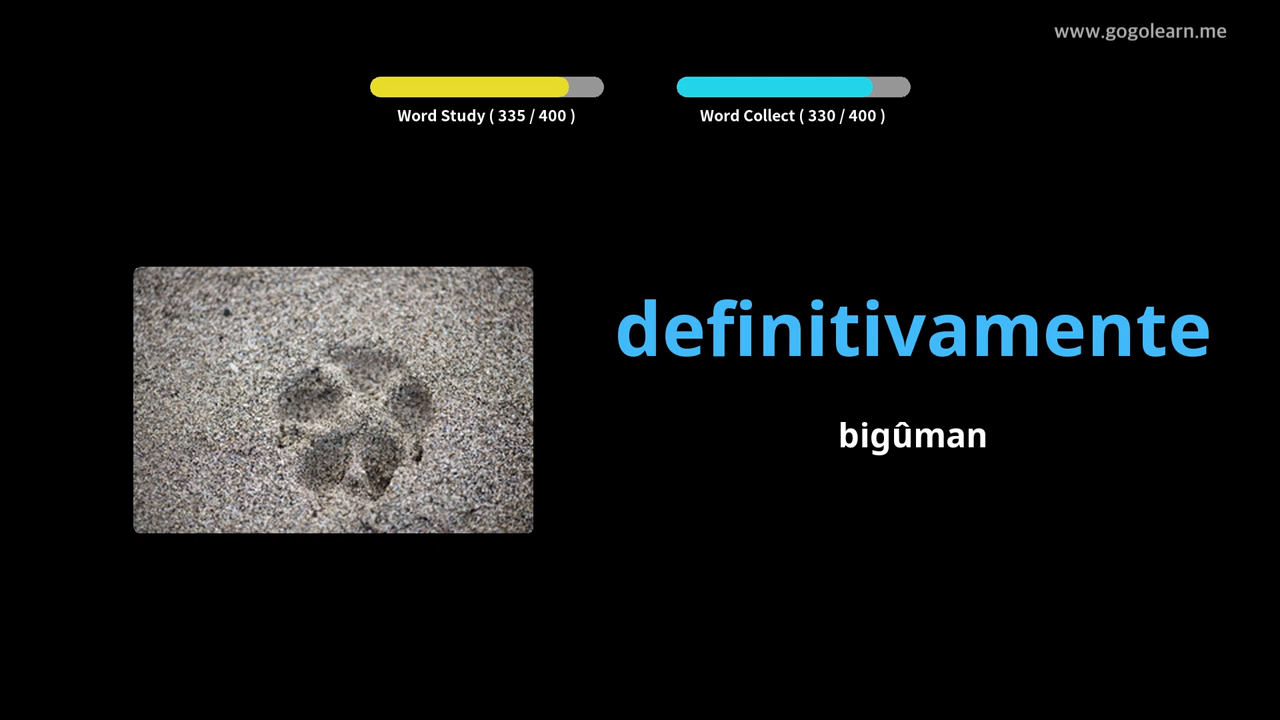 www.gogolearn.me
Word Study ( 335 / 400 )
Word Collect ( 330 / 400 )
definitivamente
bigûman